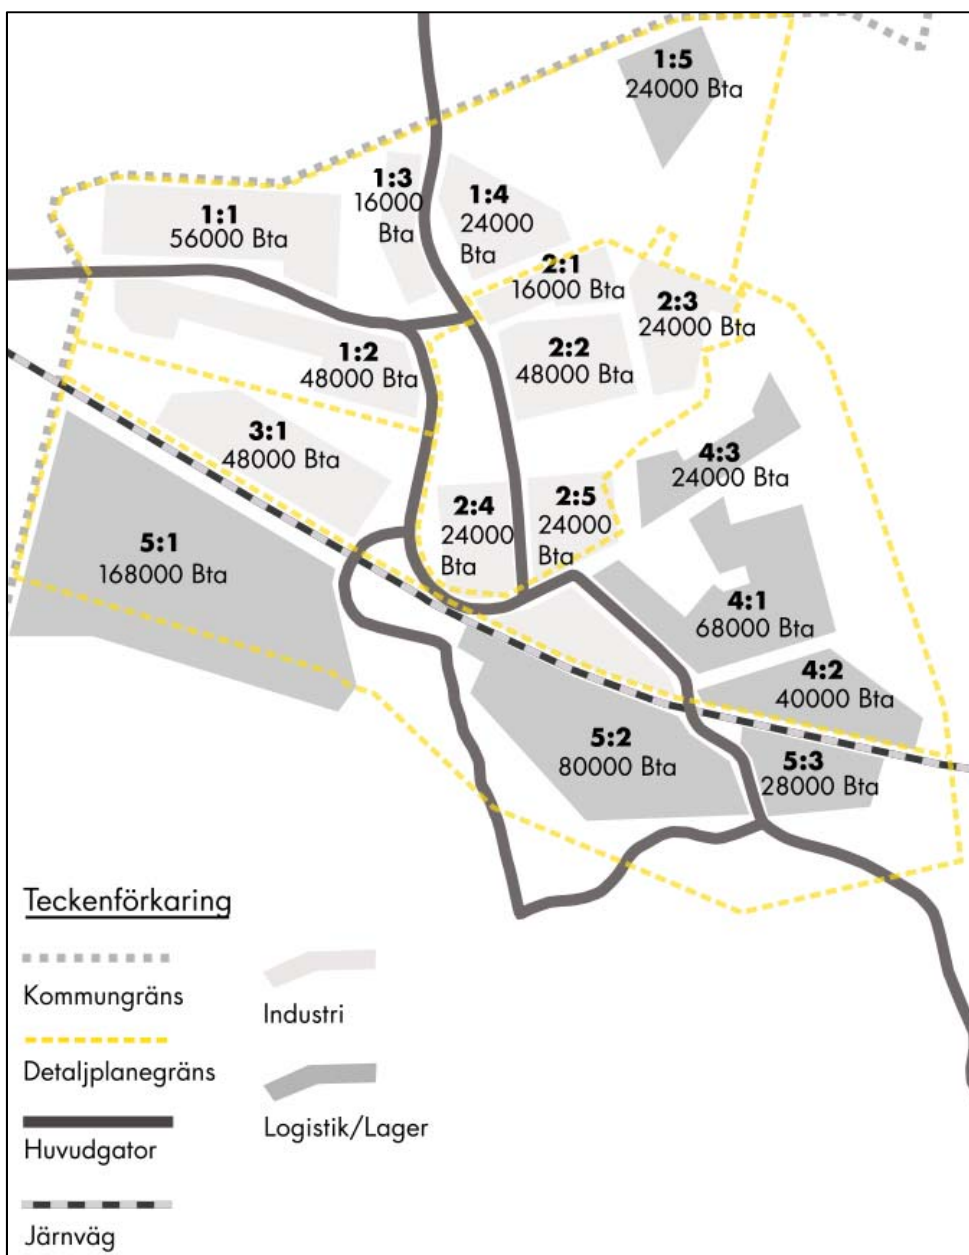 1:5
24000 Bta
1:3
16000
Bta
1:4
24000
Bta
1:1
56000 Bta
2:1
16000 Bta
2:3
24000 Bta
1:2
48000 Bta
2:2
48000 Bta
3:1
48000 Bta
4:3
24000 Bta
2:4
24000
Bta
2:5
24000
Bta
5:1
168000 Bta
4:1
68000 Bta
4:2
40000 Bta
5:2
80000 Bta
5:3
28000 Bta
Teckenförkaring
Kommungräns
Detaljplanegräns
Huvudgator
Järnväg
Industri
Logistik/Lager